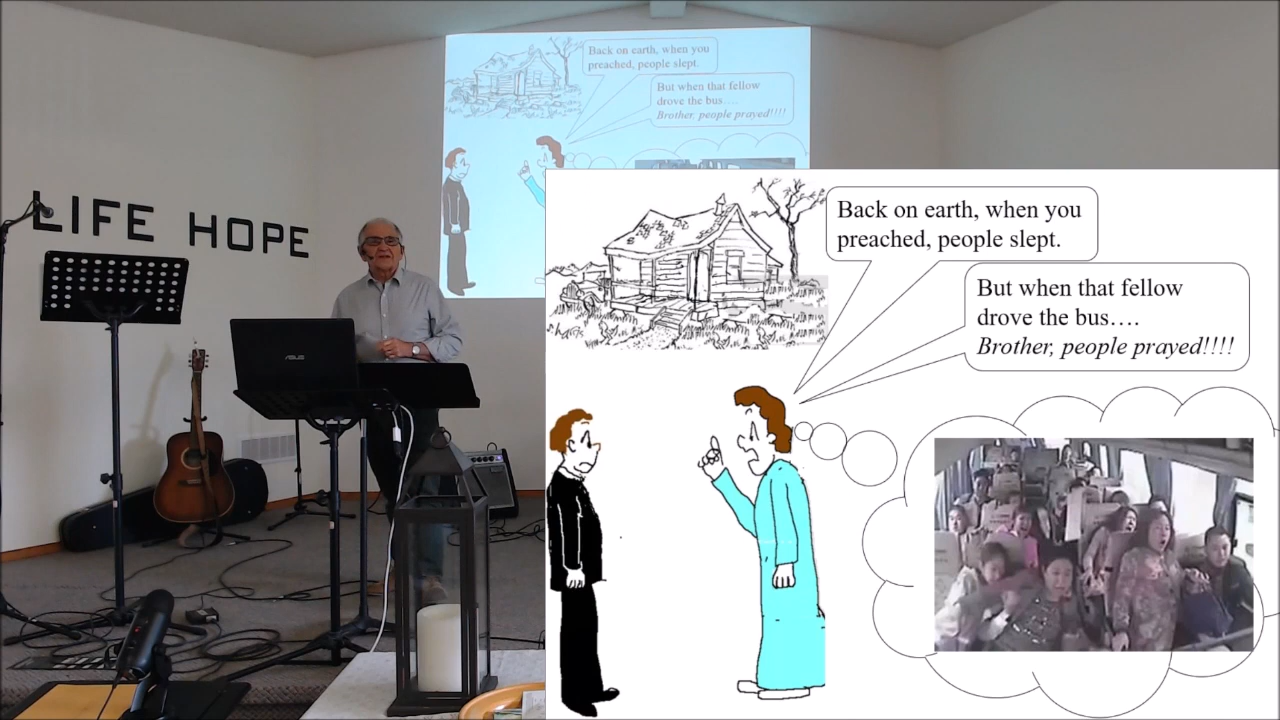 LIFE HOPE
ASUS
Back on earth, when you
preached, people slept.
But when that fellow
drove the bus….
Brother, people prayed!!!!
Back on earth, when you
preached, people slept.
But when that fellow
drove the bus….
Brother, people prayed!!!!